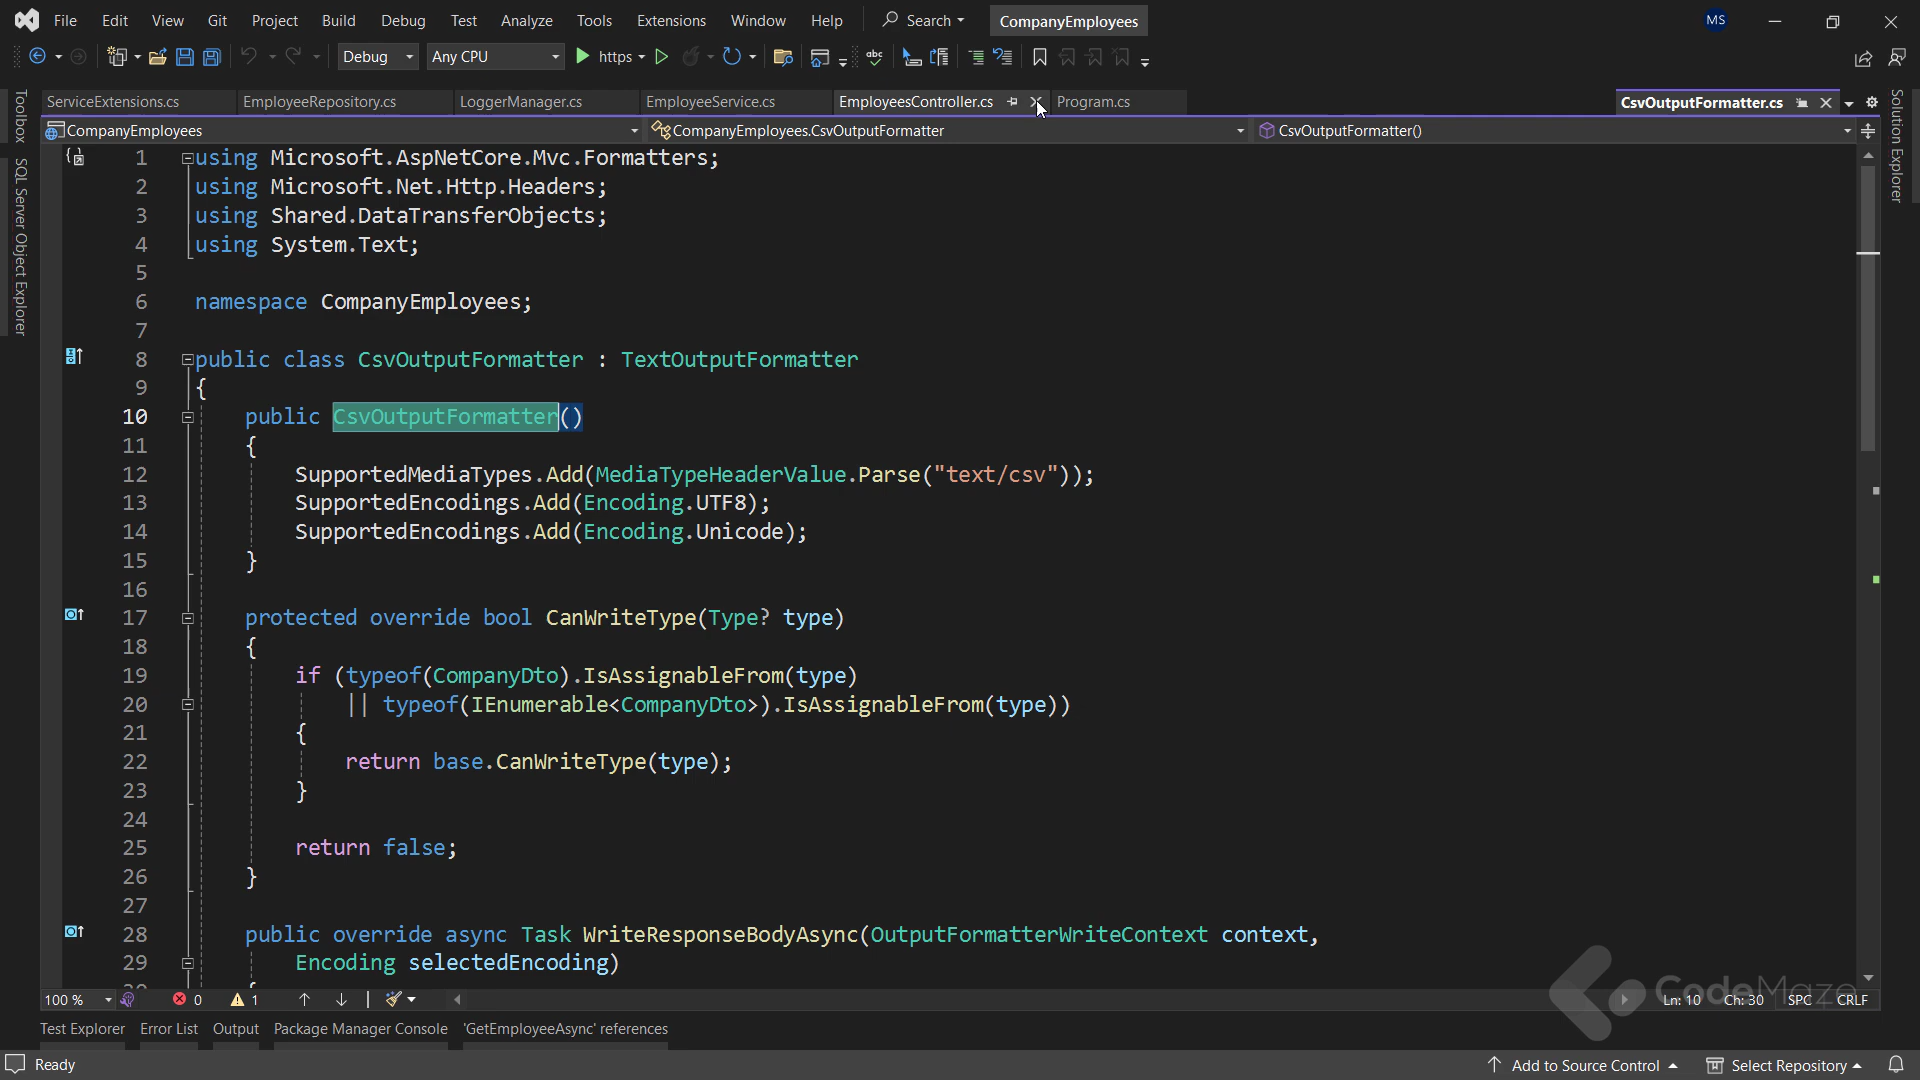 File Edit View Git Project Build Debug Test Analyze Tools Extensions Window Help Search CompanyEmployees MS
Debug Any CPU https abc
ServiceExtensions.cs EmployeeRepository.cs LoggerManager.cs EmployeeService.cs EmployeesController.cs Program.cs CsvOutputFormatter.cs
CompanyEmployees CompanyEmployees.CsvOutputFormatter CsvOutputFormatter()
Toolbox
SQL Server Object Explorer
Solution Explorer
1 using Microsoft.AspNetCore.Mvc.Formatters;
2 using Microsoft.Net.Http.Headers;
3 using Shared.DataTransferObjects;
4 using System.Text;
5
6 namespace CompanyEmployees;
7
8 public class CsvOutputFormatter : TextOutputFormatter
9 {
10 public CsvOutputFormatter()
11 {
12 SupportedMediaTypes.Add(MediaTypeHeaderValue.Parse("text/csv"));
13 SupportedEncodings.Add(Encoding.UTF8);
14 SupportedEncodings.Add(Encoding.Unicode);
15 }
16
17 protected override bool CanWriteType(Type? type)
18 {
19 if (typeof(CompanyDto).IsAssignableFrom(type)
20 || typeof(IEnumerable<CompanyDto>).IsAssignableFrom(type))
21 {
22 return base.CanWriteType(type);
23 }
24
25 return false;
26 }
27
28 public override async Task WriteResponseBodyAsync(OutputFormatterWriteContext context,
29 Encoding selectedEncoding)
30 {
100 % 0 1 Ln: 10 Ch: 30 SPC CRLF
CodeMaze
Test Explorer Error List Output Package Manager Console 'GetEmployeeAsync' references
Ready Add to Source Control Select Repository